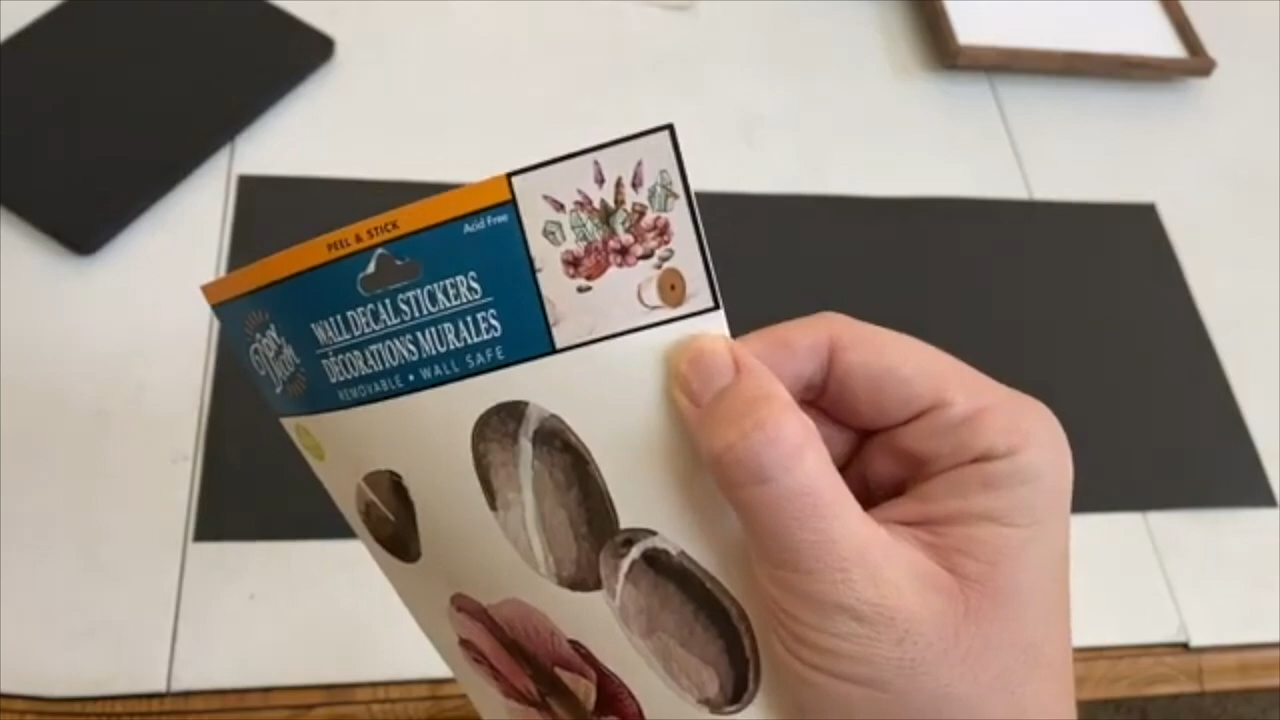 PEEL & STICK
Acid Free
WALL DECAL STICKERS
DÉCORATIONS MURALES
REMOVABLE • WALL SAFE